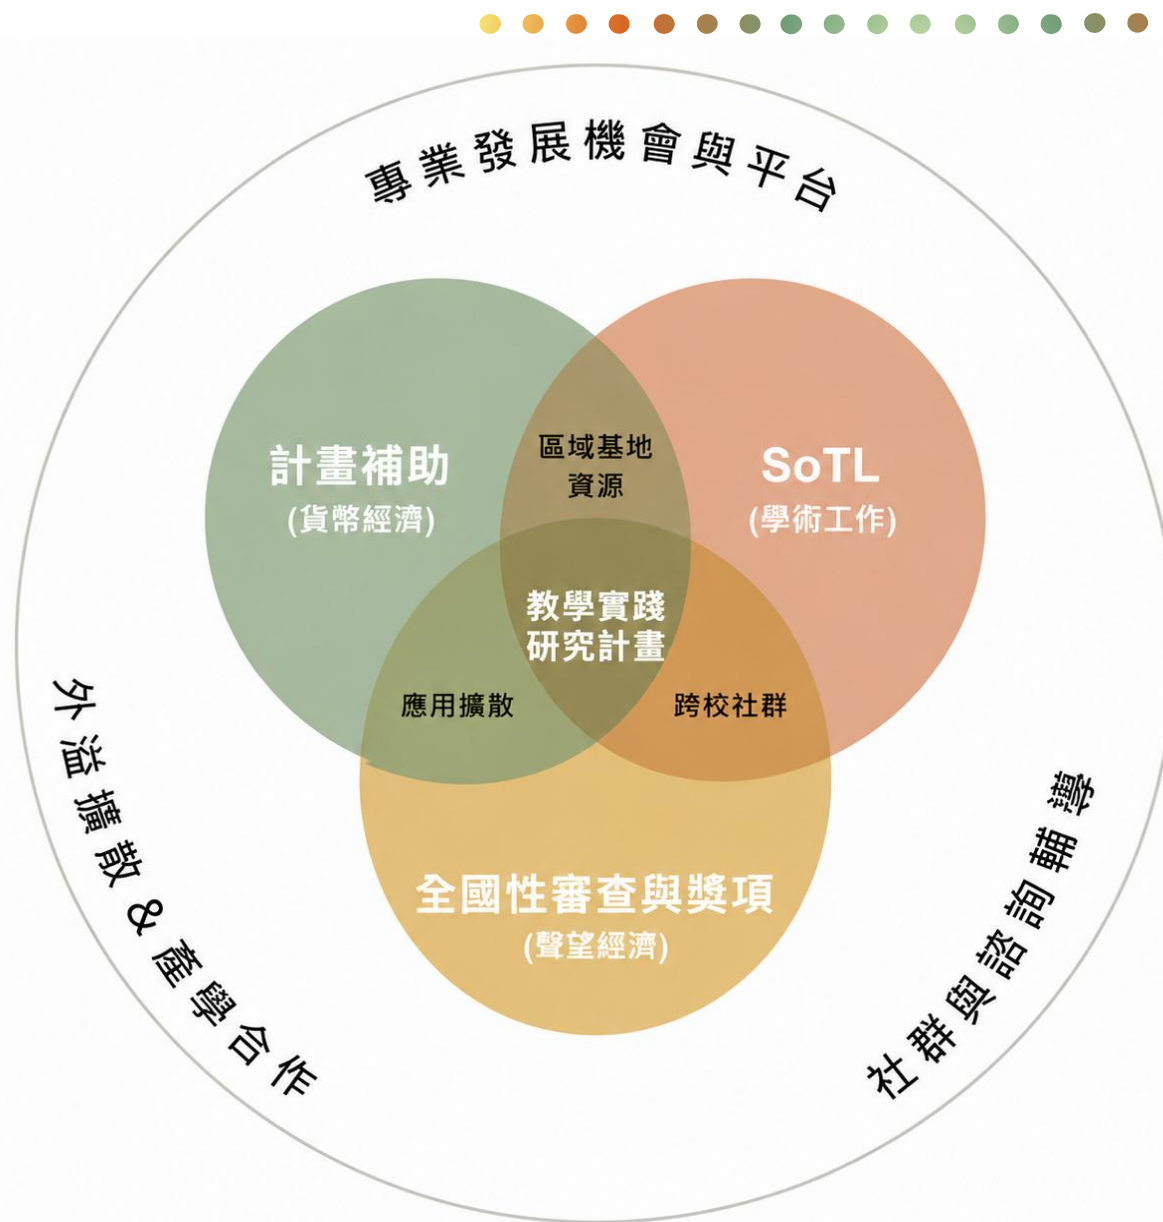 專業發展機會與平台
計畫補助
(貨幣經濟)
區域基地
資源
SoTL
(學術工作)
教學實踐
研究計畫
應用擴散
跨校社群
全國性審查與獎項
(聲望經濟)
外溢擴散&產學合作
社群與諮詢輔導